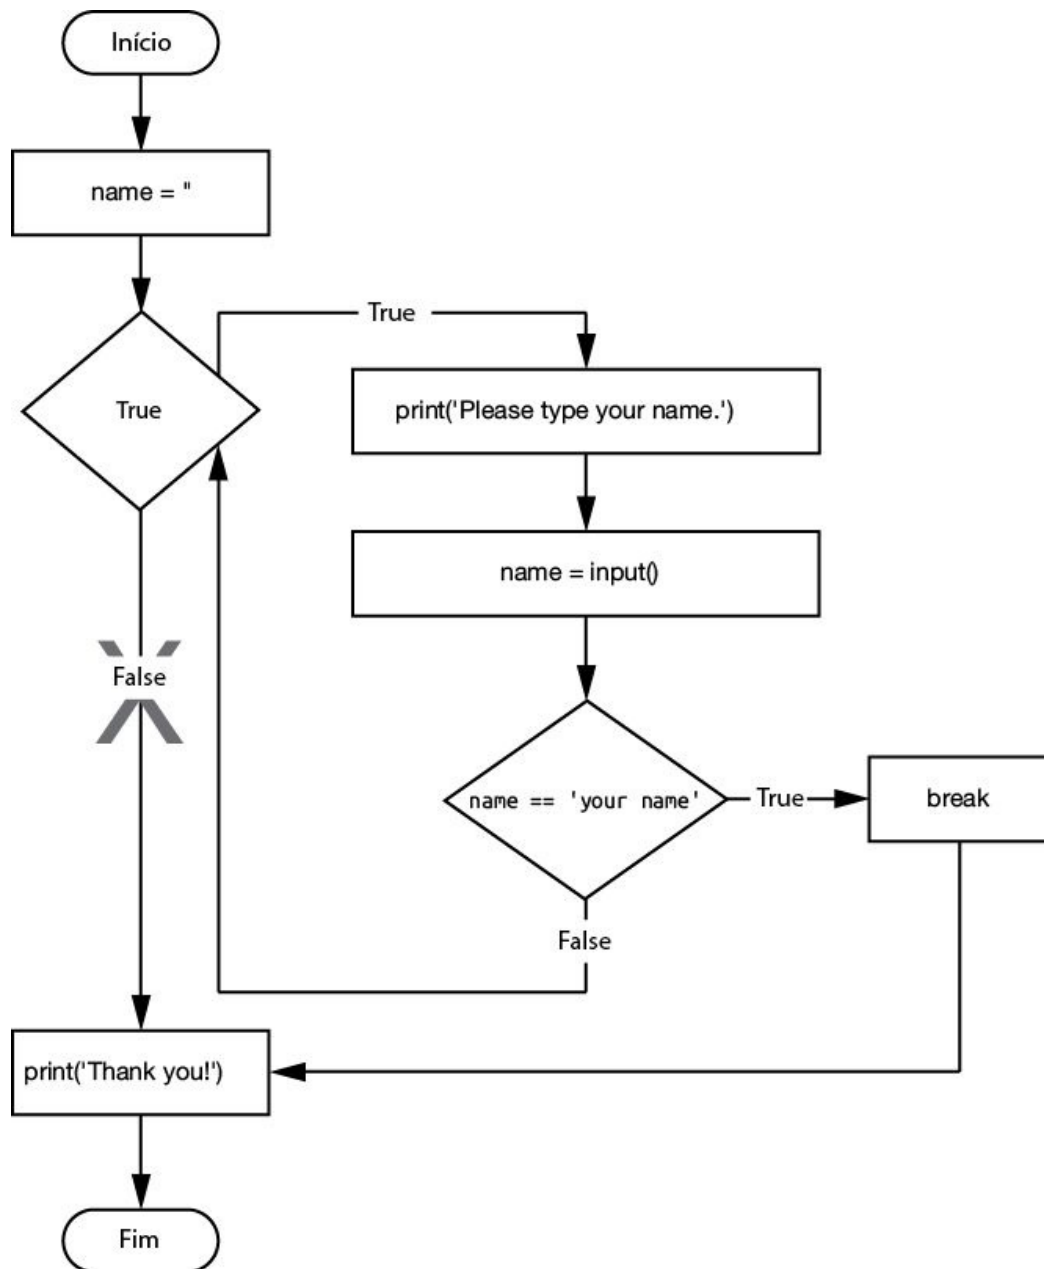 Início
name = ''
True
True
print('Please type your name.')
name = input()
False
name == 'your name'
True
break
False
print('Thank you!')
Fim